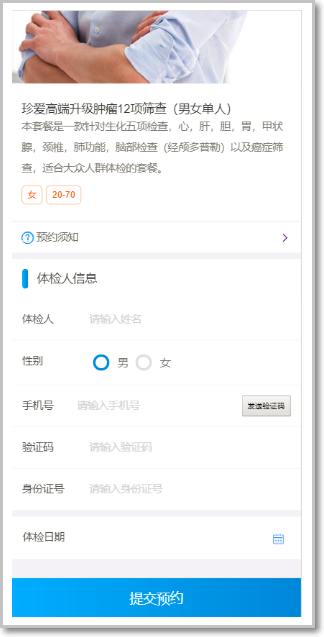 珍爱高端升级肿瘤12项筛查（男女单人）
本套餐是一款针对生化五项检查，心，肝，胆，胃，甲状
腺，颈椎，肺功能，脑部检查（经颅多普勒）以及癌症筛
查，适合大众人群体检的套餐。
女 20-70
预约须知
体检人信息
体检人 请输入姓名
性别 男 女
手机号 请输入手机号 发送验证码
验证码 请输入验证码
身份证号 请输入身份证号
体检日期
提交预约